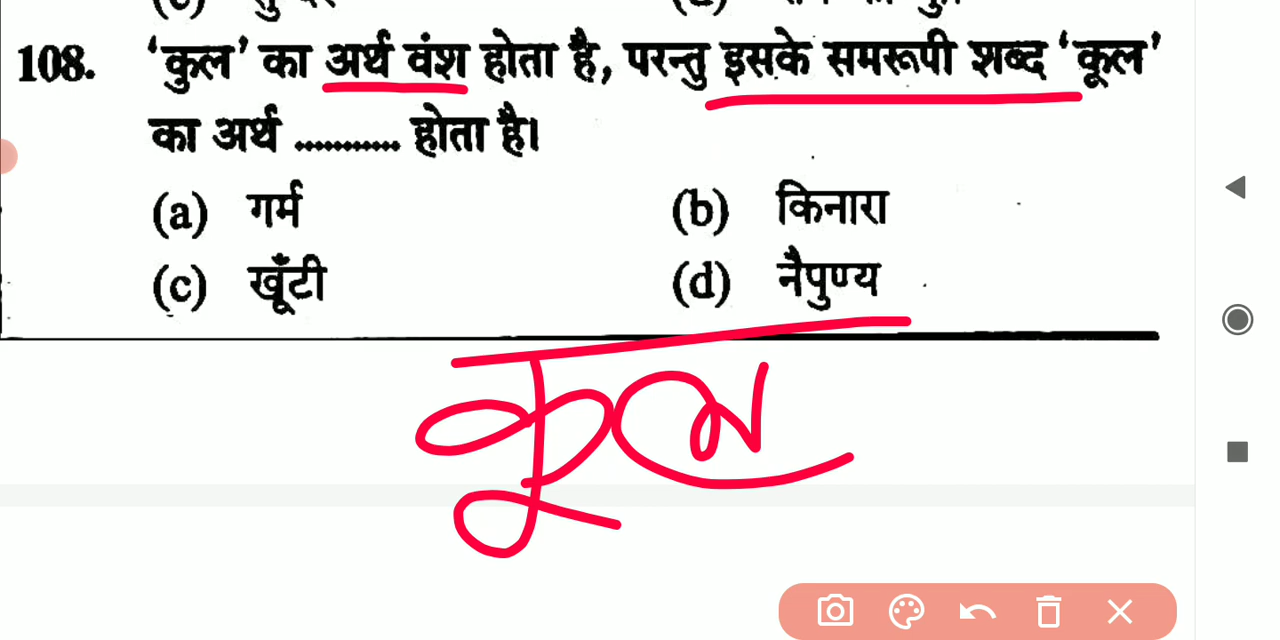 108. ‘कुल’ का अर्थ वंश होता है, परन्तु इसके समरूपी शब्द ‘कूल’
का अर्थ ........... होता है।
(a) गर्म (b) किनारा
(c) खूँटी (d) नैपुण्य
कूल